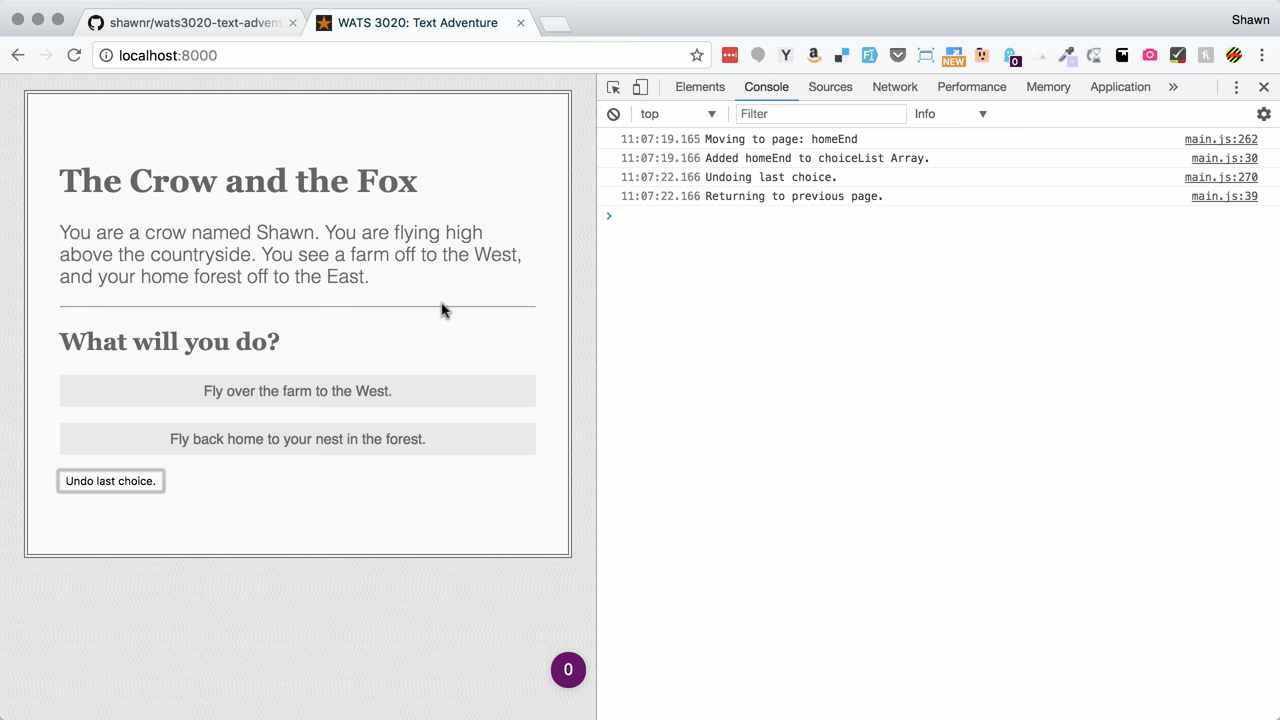 shawnr/wats3020-text-advent
WATS 3020: Text Adventure
Shawn
localhost:8000
NEW
0
The Crow and the Fox
You are a crow named Shawn. You are flying high
above the countryside. You see a farm off to the West,
and your home forest off to the East.
What will you do?
Fly over the farm to the West.
Fly back home to your nest in the forest.
Undo last choice.
0
Elements Console Sources Network Performance Memory Application »
top Filter Info
11:07:19.165 Moving to page: homeEnd main.js:262
11:07:19.166 Added homeEnd to choiceList Array. main.js:30
11:07:22.166 Undoing last choice. main.js:270
11:07:22.166 Returning to previous page. main.js:39
>